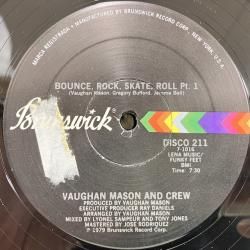 MANUFACTURED BY BRUNSWICK RECORD CORP., NEW YORK, U.S.A.
MARCA REGISTRADA
BOUNCE, ROCK, SKATE, ROLL Pt. 1
(Vaughan Mason, Gregory Bufford, Jerome Bell)
Brunswick
DISCO 211
7-1016
LENA MUSIC/
FUNKY FEET
BMI
Time: 7:30
VAUGHAN MASON AND CREW
PRODUCED BY VAUGHAN MASON
EXECUTIVE PRODUCER RAY DANIELS
ARRANGED BY VAUGHAN MASON
MIXED BY LYONEL SAMPEUR & TONY JONES
MASTERED BY JOSE RODRIGUEZ
℗ 1979 Brunswick Record Corp.